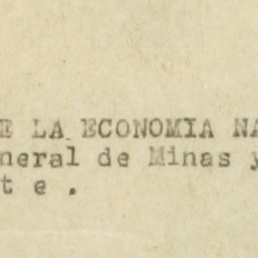 E LA ECONOMIA NA
neral de Minas y
t e .